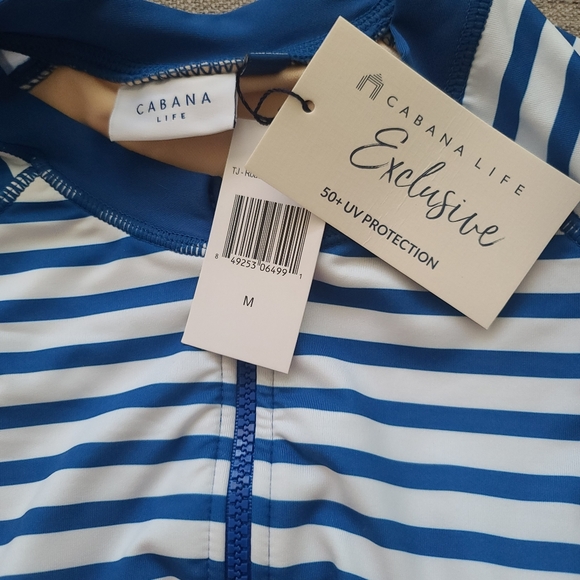 CABANA
LIFE
CABANA LIFE
Exclusive
50+ UV PROTECTION
8 49253 06499 1
M